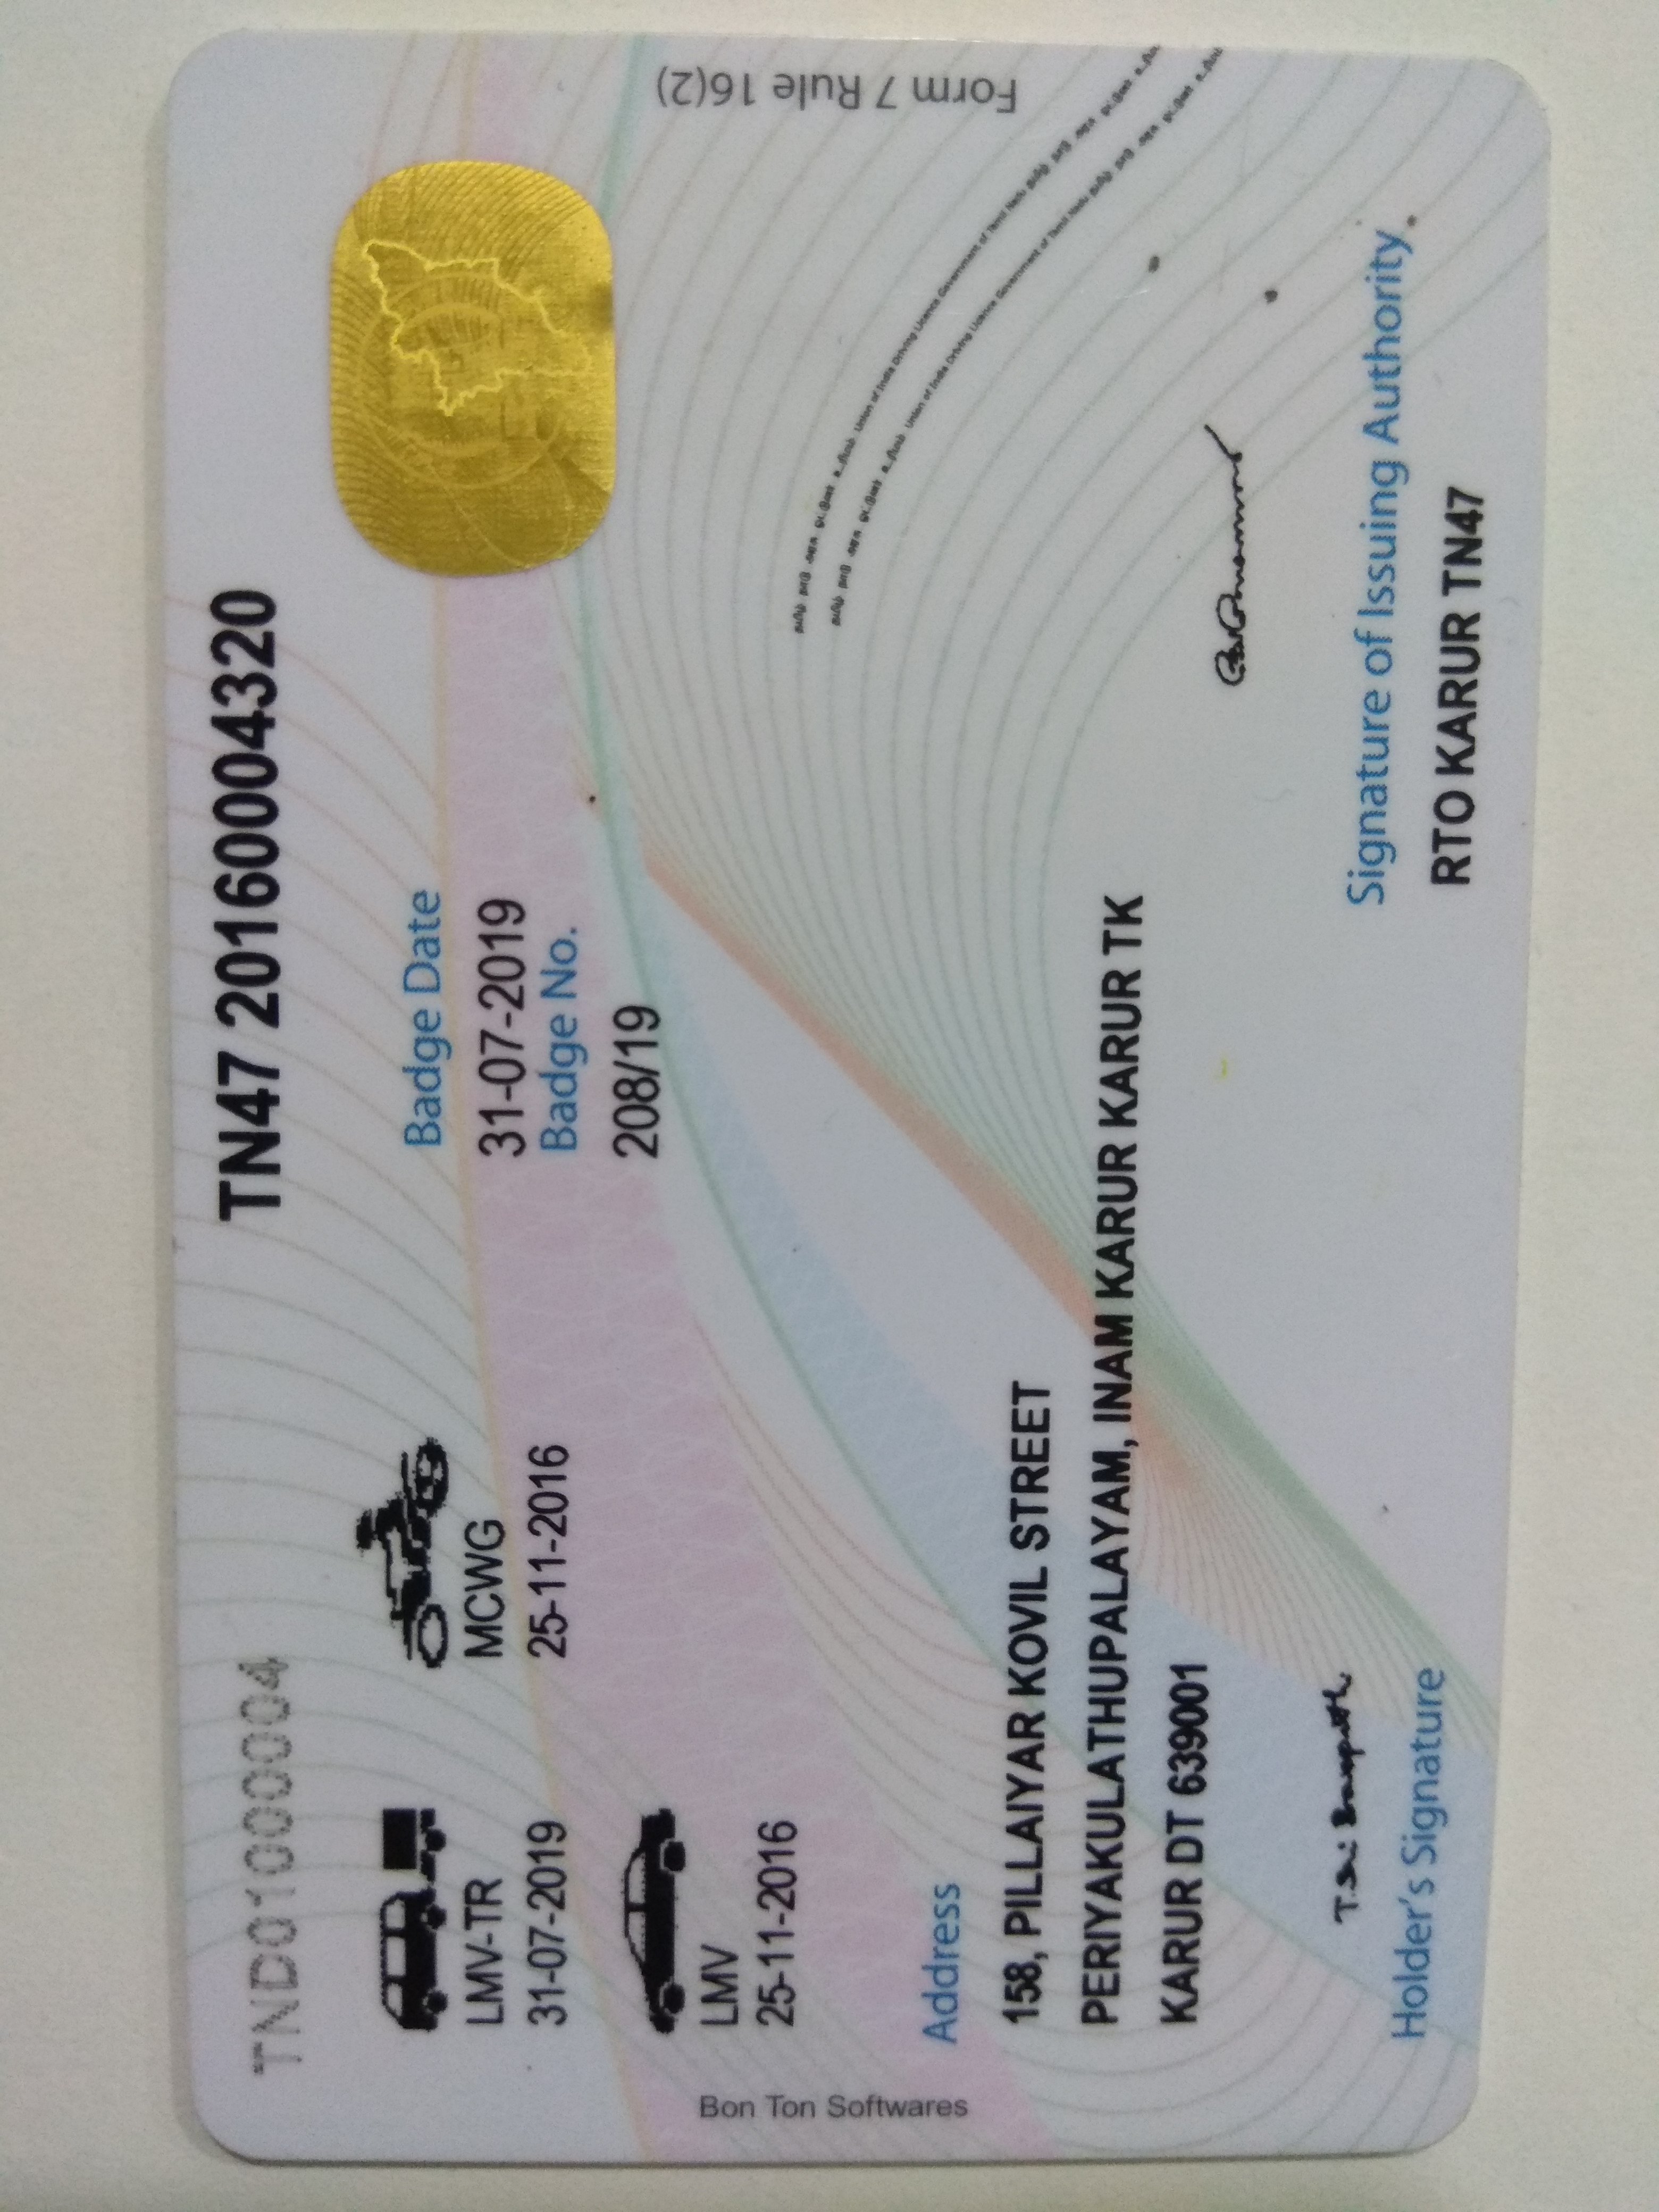 TND01000004
TN47 20160004320
LMV-TR
31-07-2019
MCWG
25-11-2016
Badge Date
31-07-2019
Badge No.
208/19
LMV
25-11-2016
Address
158, PILLAIYAR KOVIL STREET
PERIYAKULATHUPALAYAM, INAM KARUR KARUR KARUR TK
KARUR DT 639001
Holder's Signature
Signature of Issuing Authority
RTO KARUR TN47
Bon Ton Softwares
Form 7 Rule 16(2)